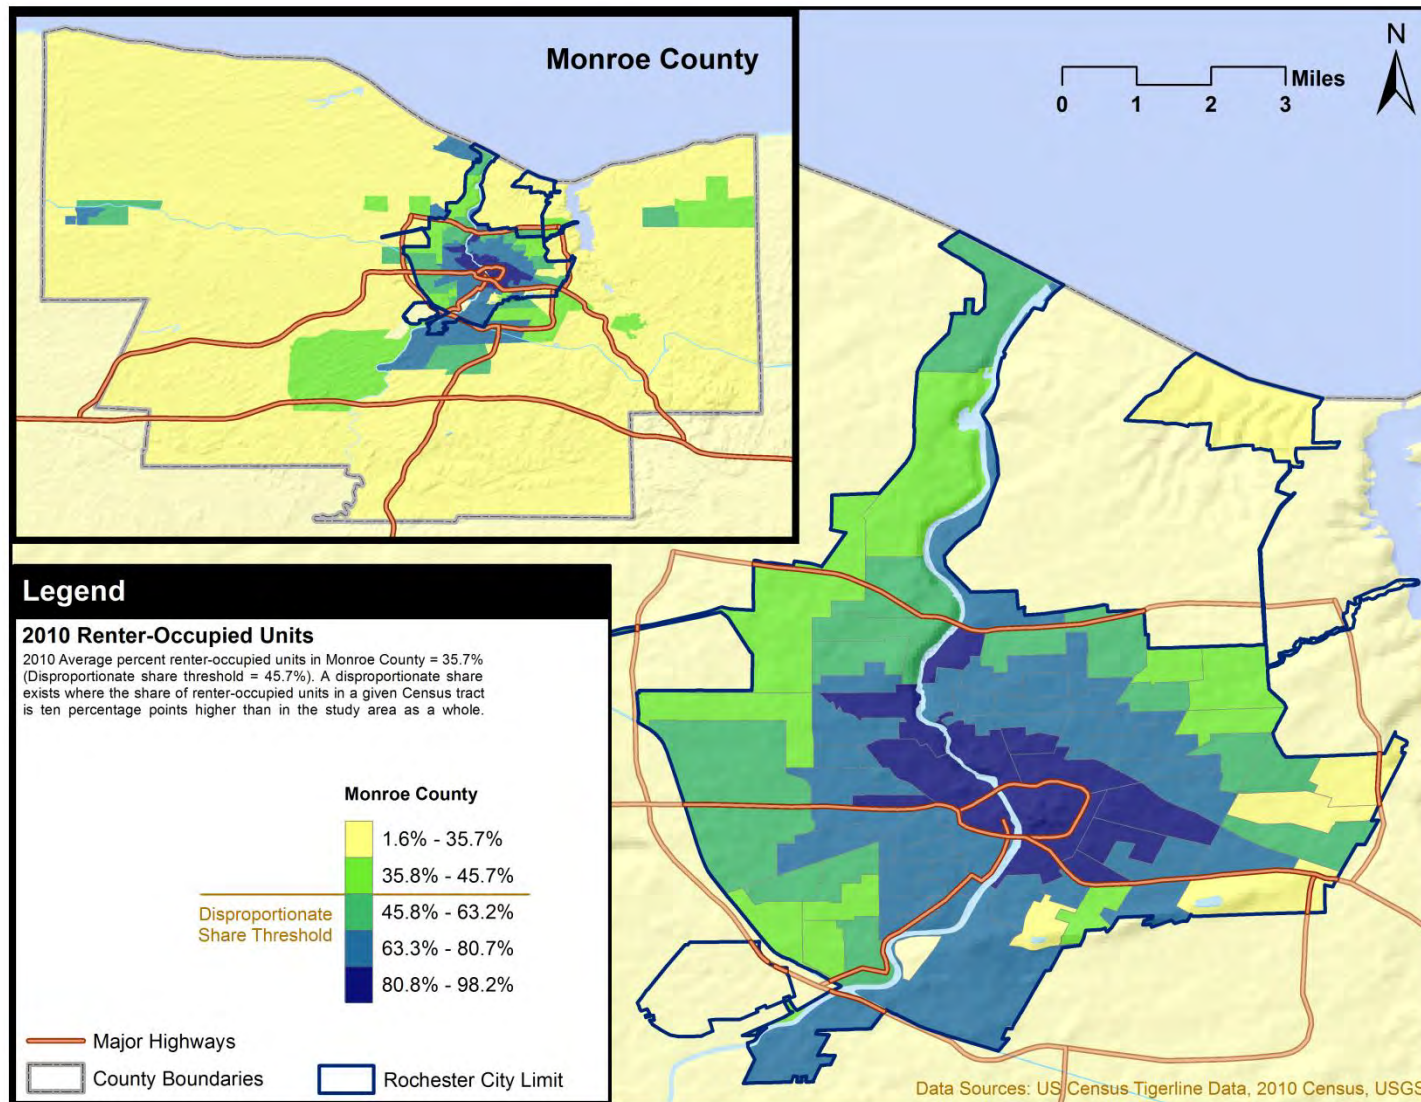 Monroe County
N
Miles
0 1 2 3
Legend
2010 Renter-Occupied Units
2010 Average percent renter-occupied units in Monroe County = 35.7%
(Disproportionate share threshold = 45.7%). A disproportionate share
exists where the share of renter-occupied units in a given Census tract
is ten percentage points higher than in the study area as a whole.
Monroe County
1.6% - 35.7%
35.8% - 45.7%
Disproportionate
Share Threshold
45.8% - 63.2%
63.3% - 80.7%
80.8% - 98.2%
Major Highways
County Boundaries
Rochester City Limit
Data Sources: US Census Tigerline Data, 2010 Census, USGS